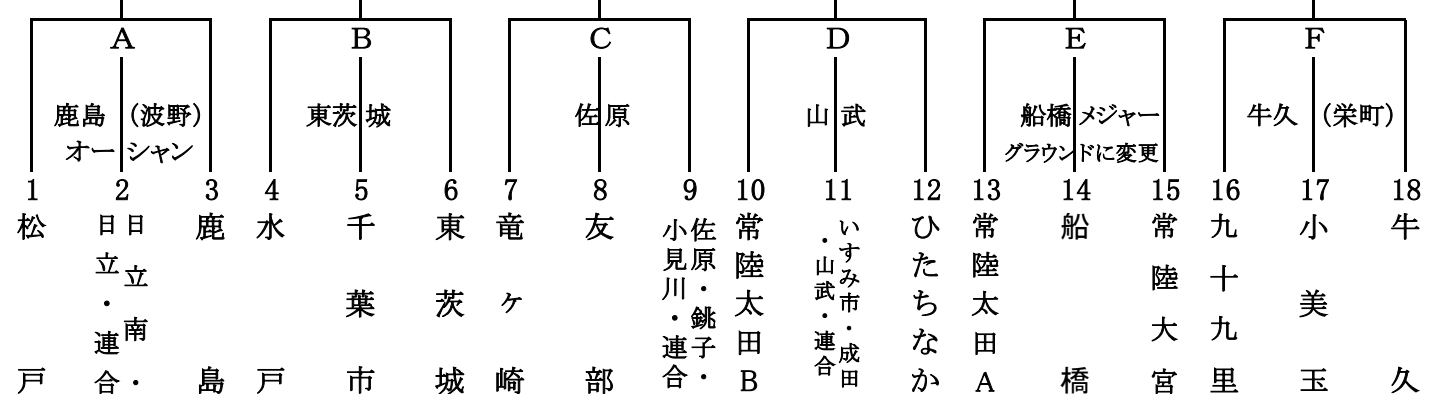 A B C D E F
鹿島（波野） 東茨城 佐原 山武 船橋メジャー 牛久（栄町）
オーシャン グラウンドに変更
1 2 3 4 5 6 7 8 9 10 11 12 13 14 15 16 17 18
松戸
日立南・
日立・連合
鹿島
水戸
千葉市
東茨城
竜ヶ崎
友部
佐原・銚子・
小見川・連合
常陸太田B
いすみ市・成田
・山武・連合
ひたちなか
常陸太田A
船橋
常陸大宮
九十九里
小美玉
牛久